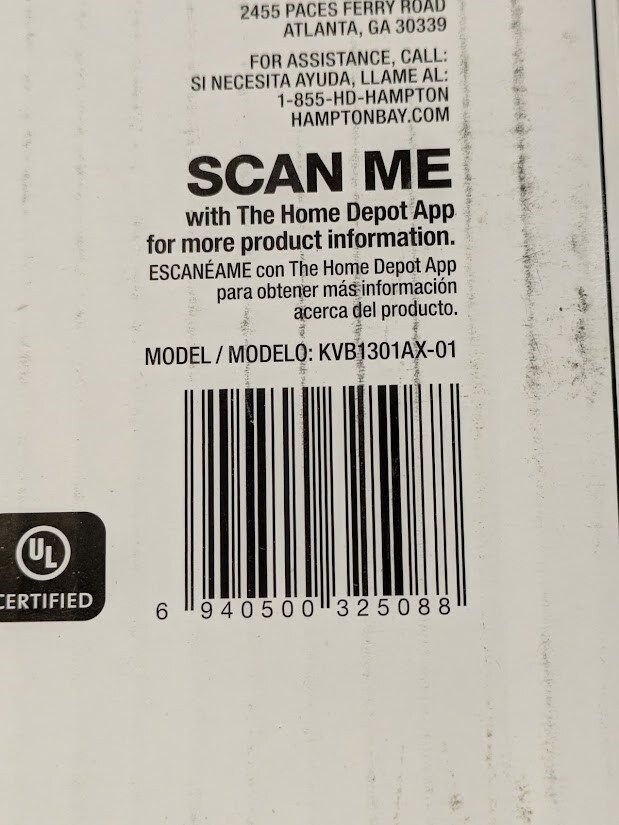 2455 PACES FERRY ROAD
ATLANTA, GA 30339
FOR ASSISTANCE, CALL:
SI NECESITA AYUDA, LLAME AL:
1-855-HD-HAMPTON
HAMPTONBAY.COM
SCAN ME
with The Home Depot App
for more product information.
ESCANÉAME con The Home Depot App
para obtener más información
acerca del producto.
MODEL / MODELO: KVB1301AX-01
UL
CERTIFIED
6 940500 325088